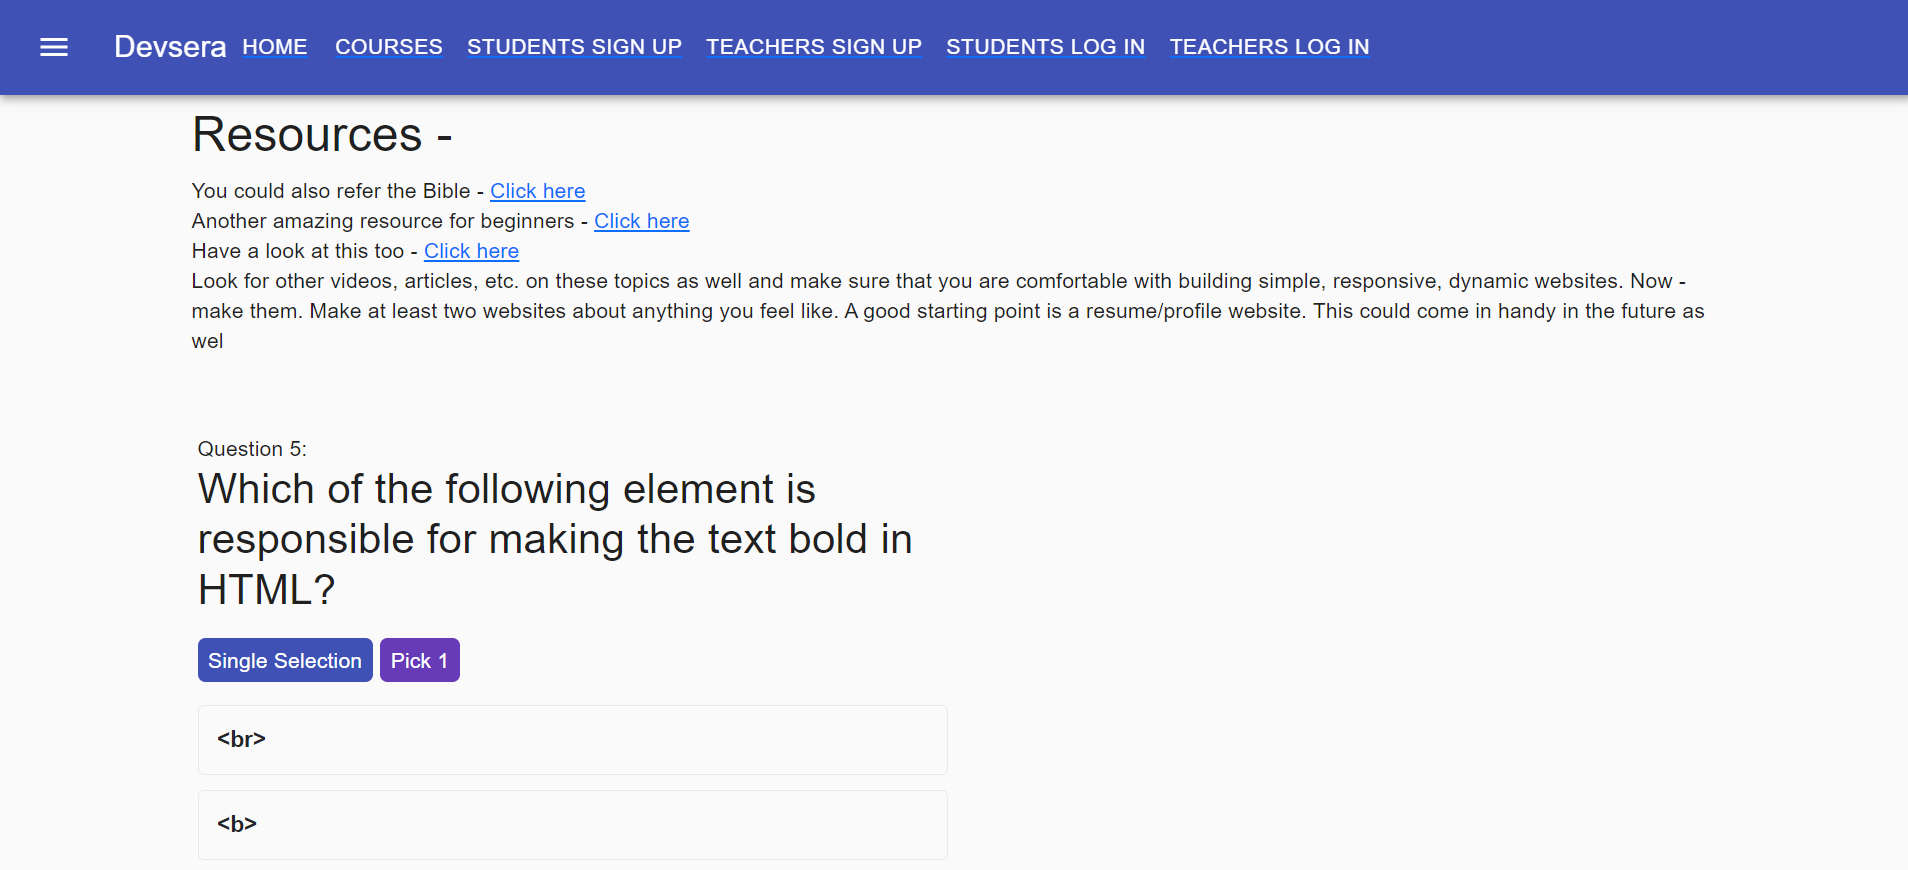 Devsera HOME COURSES STUDENTS SIGN UP TEACHERS SIGN UP STUDENTS LOG IN TEACHERS LOG IN
Resources -
You could also refer the Bible - Click here
Another amazing resource for beginners - Click here
Have a look at this too - Click here
Look for other videos, articles, etc. on these topics as well and make sure that you are comfortable with building simple, responsive, dynamic websites. Now -
make them. Make at least two websites about anything you feel like. A good starting point is a resume/profile website. This could come in handy in the future as
wel
Question 5:
Which of the following element is
responsible for making the text bold in
HTML?
Single Selection Pick 1
<br>
<b>